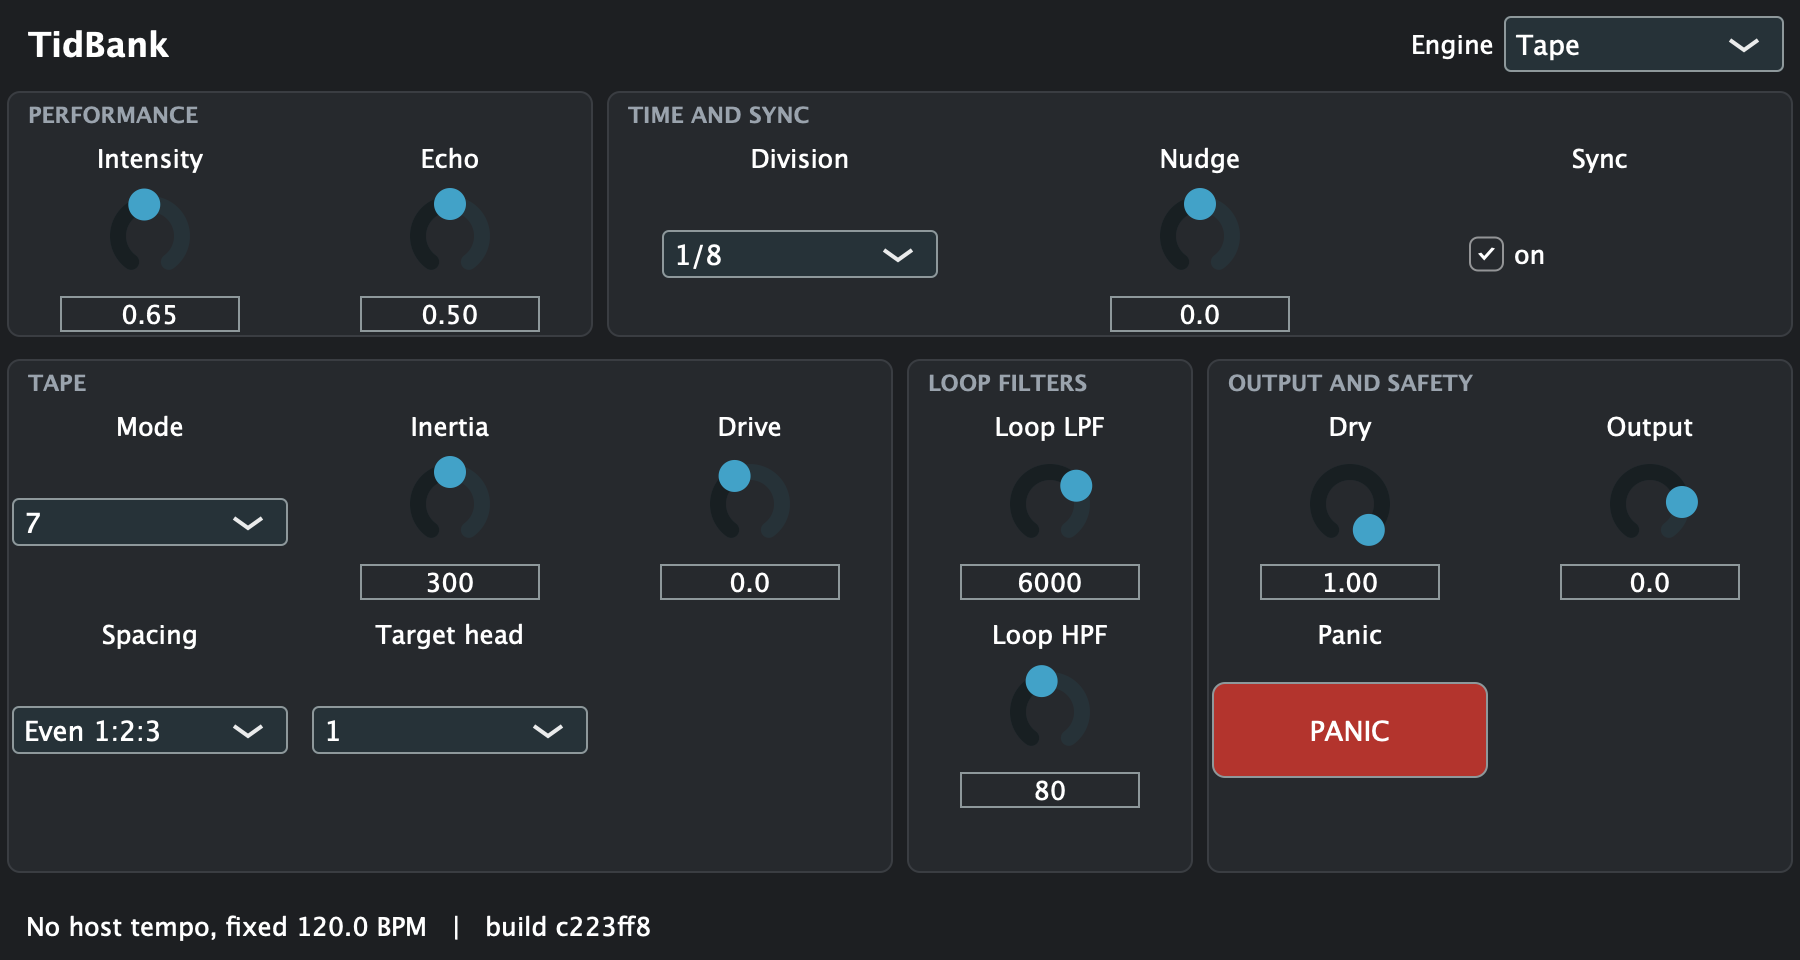 TidBank
Engine Tape
PERFORMANCE
Intensity Echo
0.65 0.50
TIME AND SYNC
Division Nudge Sync
1/8 on
0.0
TAPE
Mode Inertia Drive
7
300 0.0
Spacing Target head
Even 1:2:3 1
LOOP FILTERS
Loop LPF
6000
Loop HPF
80
OUTPUT AND SAFETY
Dry Output
1.00 0.0
Panic
PANIC
No host tempo, fixed 120.0 BPM | build c223ff8